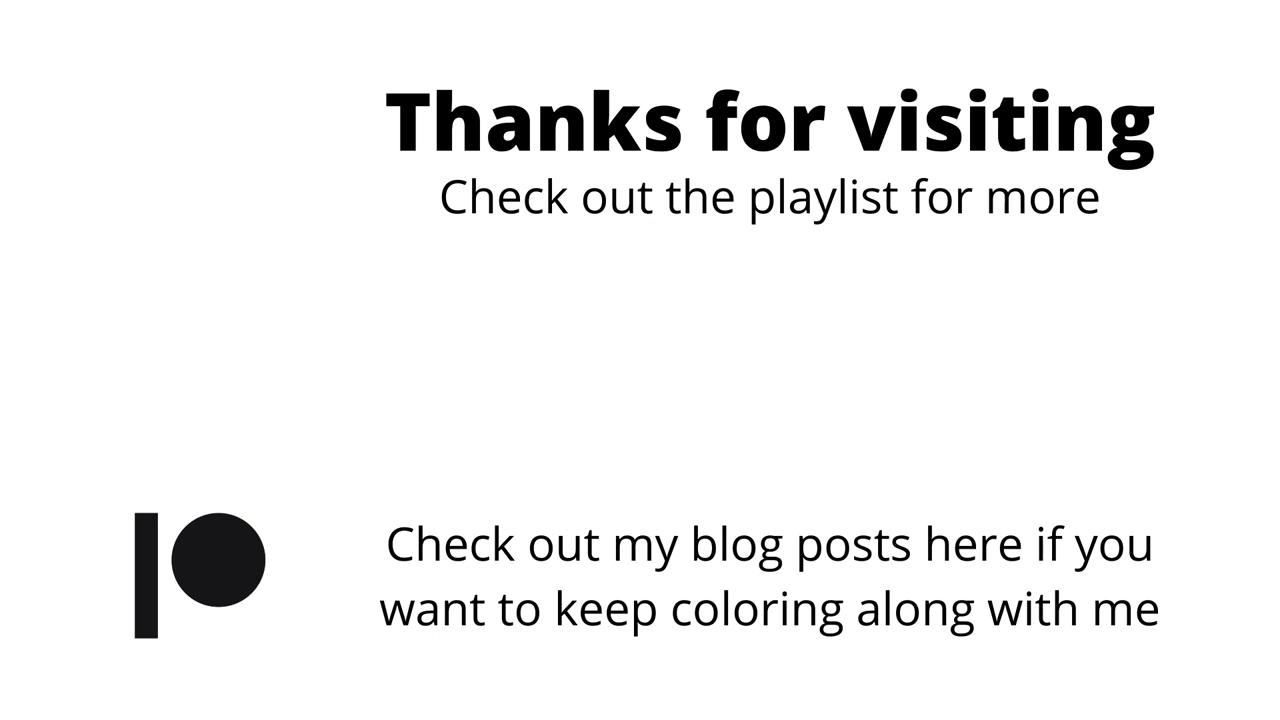 Thanks for visiting
Check out the playlist for more
Check out my blog posts here if you
want to keep coloring along with me